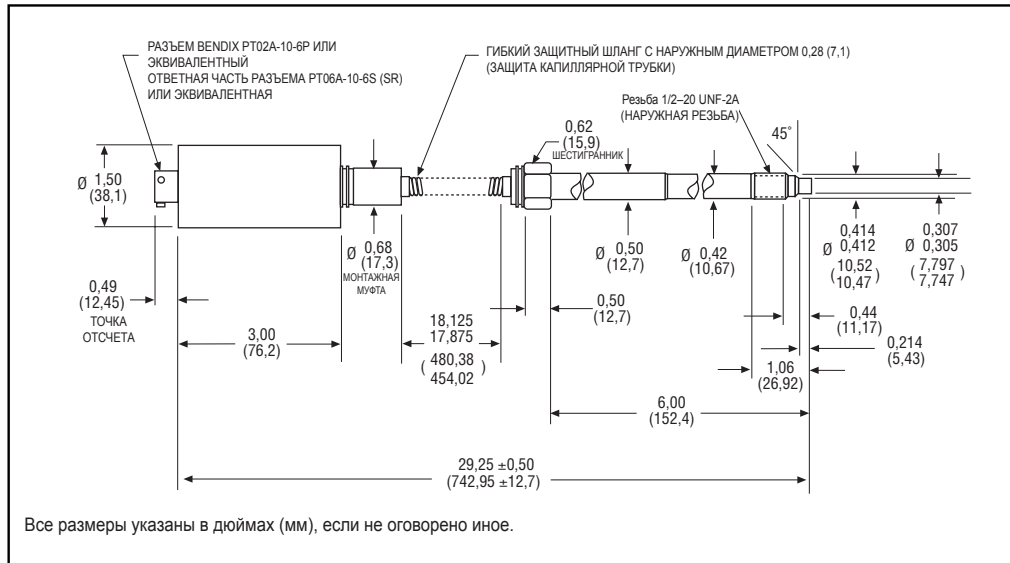 РАЗЪЕМ BENDIX PT02A-10-6P ИЛИ
ЭКВИВАЛЕНТНЫЙ
ОТВЕТНАЯ ЧАСТЬ РАЗЪЕМА PT06A-10-6S (SR)
ИЛИ ЭКВИВАЛЕНТНАЯ
ГИБКИЙ ЗАЩИТНЫЙ ШЛАНГ С НАРУЖНЫМ ДИАМЕТРОМ 0,28 (7,1)
(ЗАЩИТА КАПИЛЛЯРНОЙ ТРУБКИ)
Резьба 1/2–20 UNF-2A
(НАРУЖНАЯ РЕЗЬБА)
45°
0,62
(15,9)
ШЕСТИГРАННИК
Ø 1,50
(38,1)
Ø 0,68
(17,3)
МОНТАЖНАЯ
МУФТА
Ø 0,50
(12,7)
Ø 0,42
(10,67)
0,414
Ø 0,412
(10,52
10,47)
0,307
Ø 0,305
(7,797
7,747)
0,49
(12,45)
ТОЧКА
ОТСЧЕТА
3,00
(76,2)
18,125
17,875
(480,38
454,02)
0,50
(12,7)
0,44
(11,17)
0,214
(5,43)
1,06
(26,92)
6,00
(152,4)
29,25 ±0,50
(742,95 ±12,7)
Все размеры указаны в дюймах (мм), если не оговорено иное.